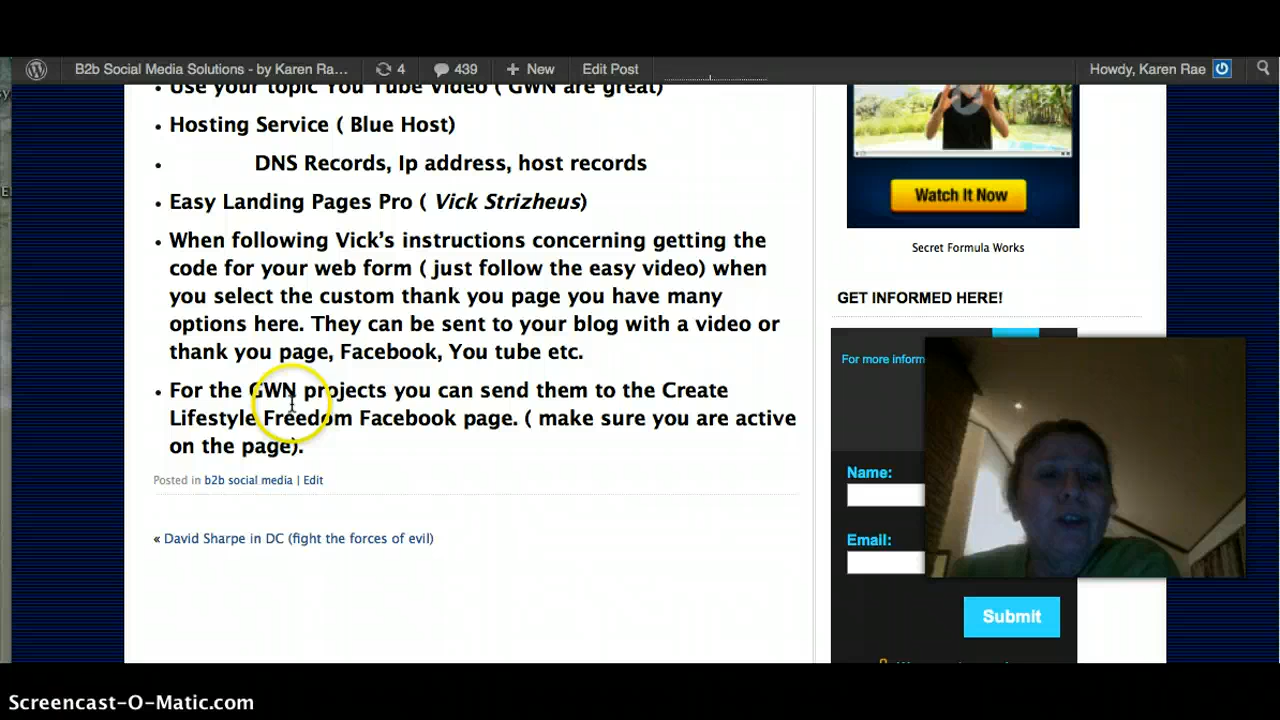 B2b Social Media Solutions - by Karen Ra... 4 439 + New Edit Post Howdy, Karen Rae
• Use your topic You Tube Video ( GWN are great)
• Hosting Service ( Blue Host)
• DNS Records, Ip address, host records
• Easy Landing Pages Pro ( Vick Strizheus)
• When following Vick’s instructions concerning getting the
code for your web form ( just follow the easy video) when
you select the custom thank you page you have many
options here. They can be sent to your blog with a video or
thank you page, Facebook, You tube etc.
• For the GWN projects you can send them to the Create
Lifestyle Freedom Facebook page. ( make sure you are active
on the page).
Posted in b2b social media | Edit
« David Sharpe in DC (fight the forces of evil)
Watch It Now
Secret Formula Works
GET INFORMED HERE!
For more inform
Name:
Email:
Submit
Screencast-O-Matic.com